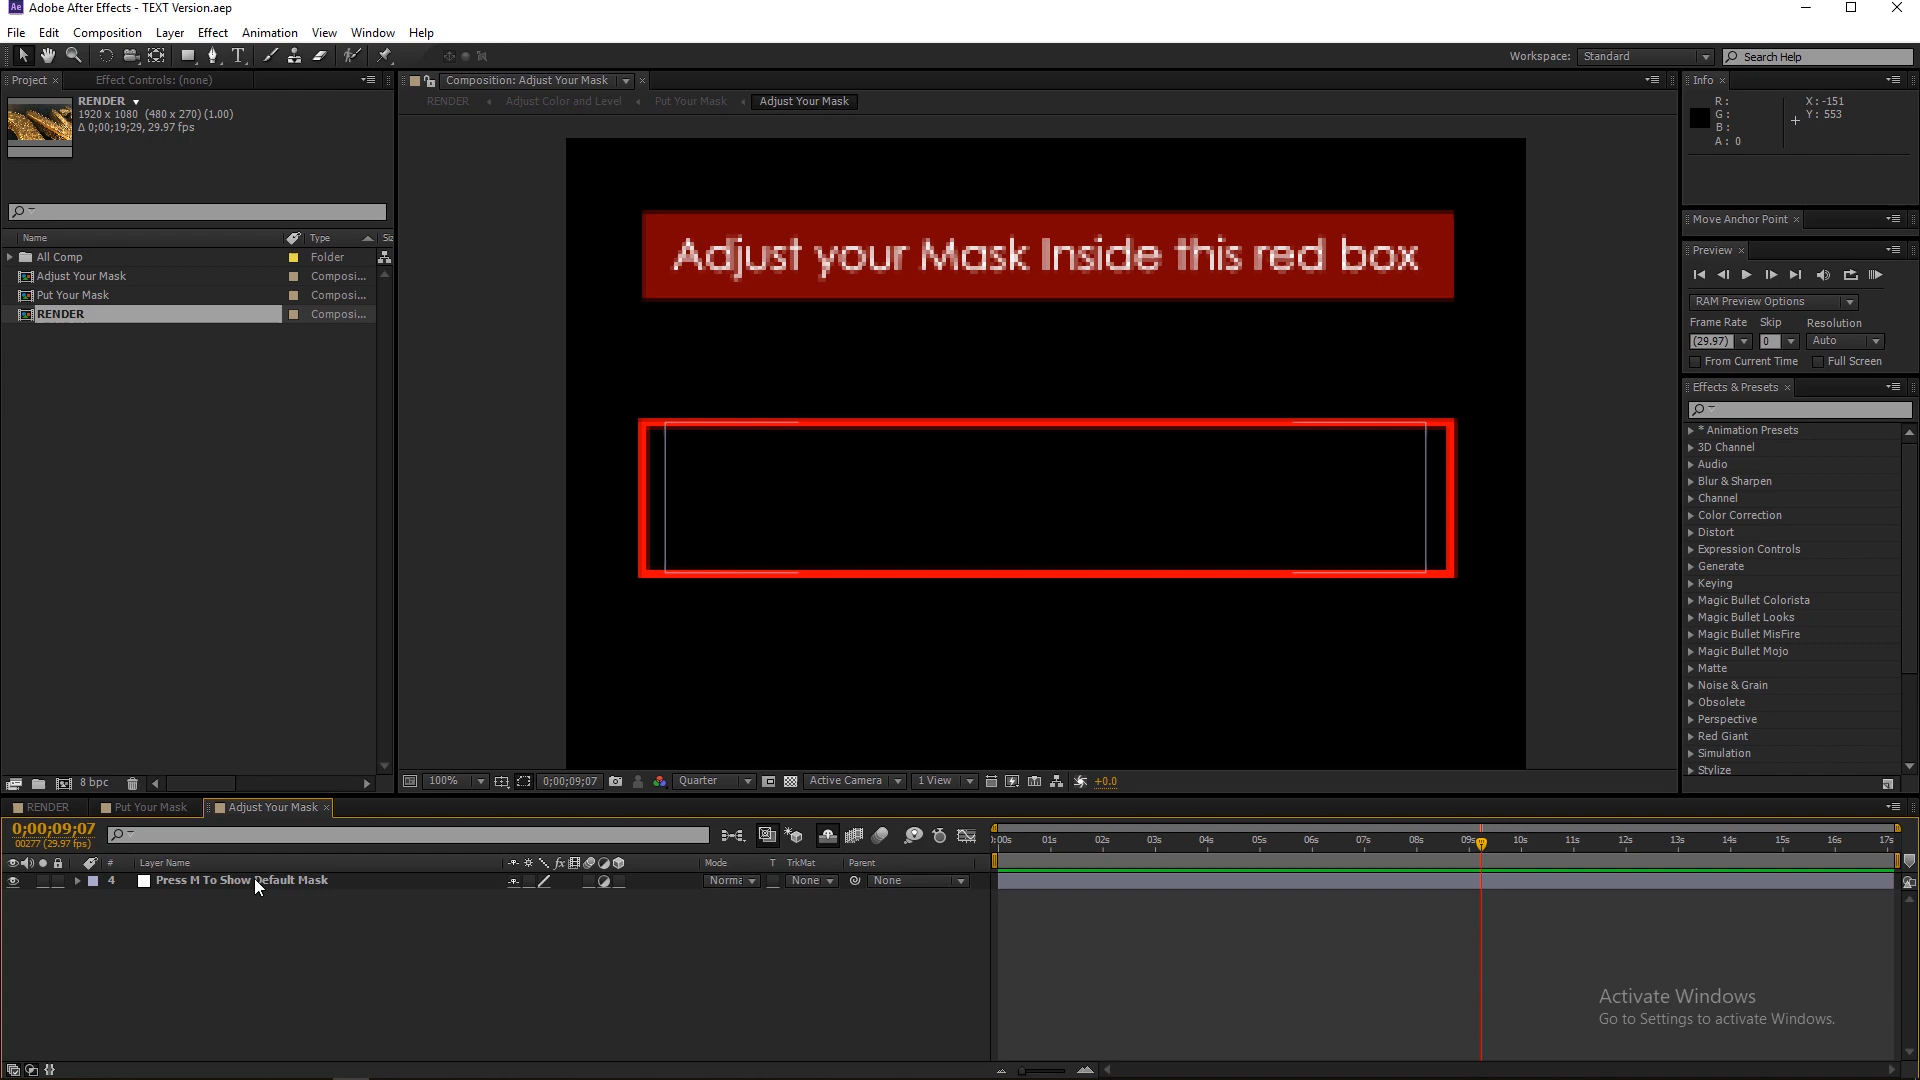 Adobe After Effects - TEXT Version.aep
File Edit Composition Layer Effect Animation View Window Help
Workspace: Standard Search Help
Project Effect Controls: (none)
Composition: Adjust Your Mask
Info
RENDER
1920 x 1080 (480 x 270) (1.00)
Δ 0;00;19;29, 29.97 fps
RENDER Adjust Color and Level Put Your Mask Adjust Your Mask
R: X: -151
G: Y: 553
B:
A: 0
Move Anchor Point
Name Type Siz
All Comp Folder
Adjust Your Mask Composi...
Put Your Mask Composi...
RENDER Composi...
Adjust your Mask Inside this red box
Preview
RAM Preview Options
Frame Rate Skip Resolution
(29.97) 0 Auto
From Current Time Full Screen
Effects & Presets
* Animation Presets
3D Channel
Audio
Blur & Sharpen
Channel
Color Correction
Distort
Expression Controls
Generate
Keying
Magic Bullet Colorista
Magic Bullet Looks
Magic Bullet MisFire
Magic Bullet Mojo
Matte
Noise & Grain
Obsolete
Perspective
Red Giant
Simulation
Stylize
8 bpc
100% 0;00;09;07 Quarter Active Camera 1 View +0.0
RENDER Put Your Mask Adjust Your Mask
0;00;09;07
00277 (29.97 fps)
):00s 01s 02s 03s 04s 05s 06s 07s 08s 09s 10s 11s 12s 13s 14s 15s 16s 17s
# Layer Name fx Mode T TrkMat Parent
4 Press M To Show Default Mask Norma None None
Activate Windows
Go to Settings to activate Windows.